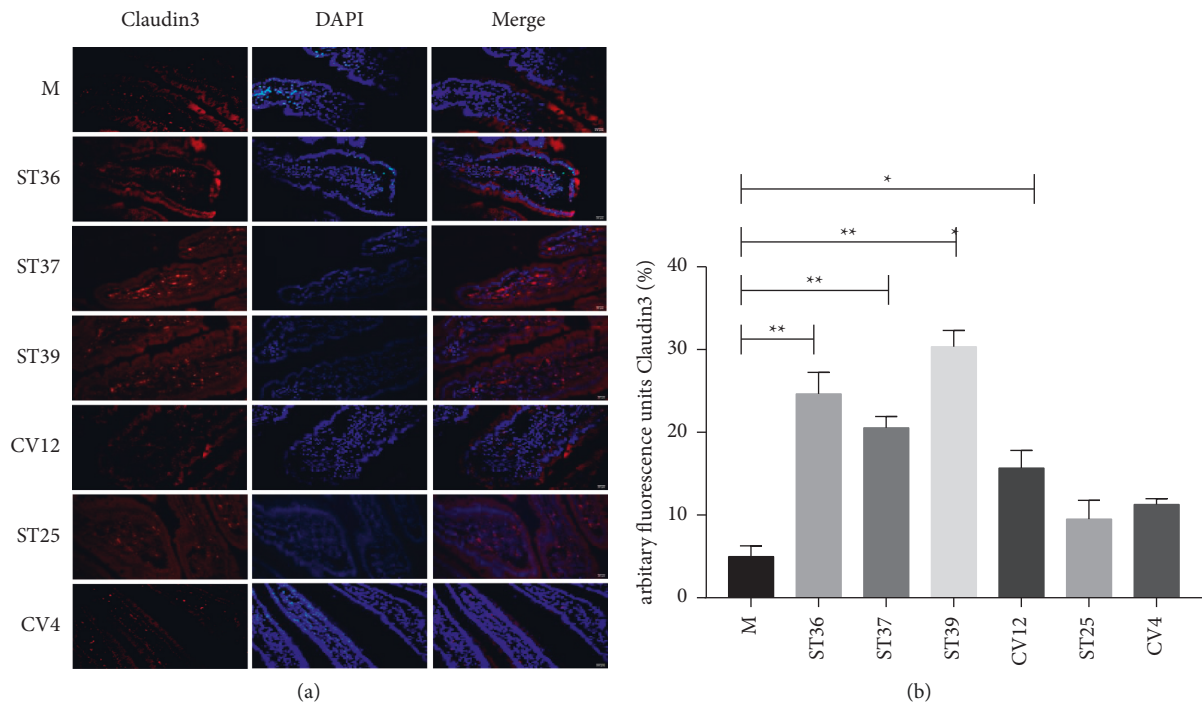 Claudin3 DAPI Merge
M
ST36
ST37
ST39
CV12
ST25
CV4
(a)
*
** *
**
**
arbitary fluorescence units Claudin3 (%)
40
30
20
10
0
M ST36 ST37 ST39 CV12 ST25 CV4
(b)